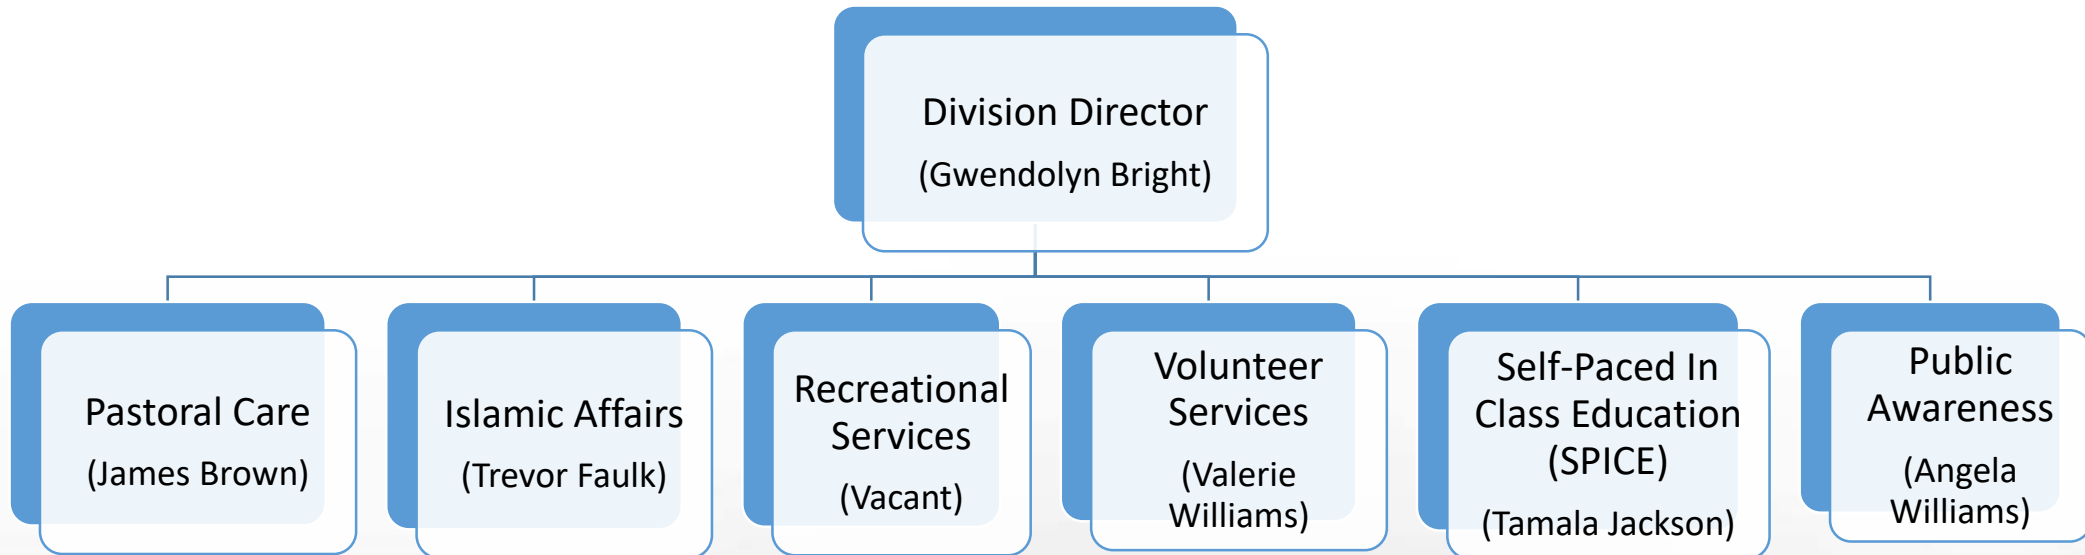 Division Director
(Gwendolyn Bright)
Pastoral Care
(James Brown)
Islamic Affairs
(Trevor Faulk)
Recreational
Services
(Vacant)
Volunteer
Services
(Valerie
Williams)
Self-Paced In
Class Education
(SPICE)
(Tamala Jackson)
Public
Awareness
(Angela
Williams)